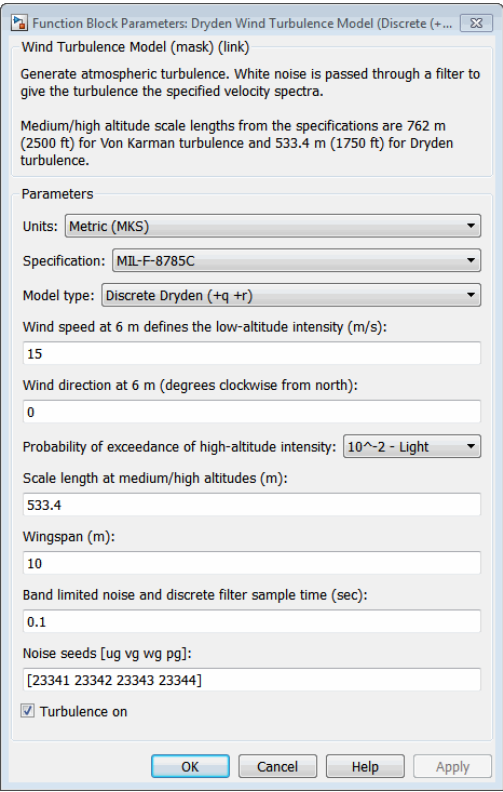 Function Block Parameters: Dryden Wind Turbulence Model (Discrete (+...
Wind Turbulence Model (mask) (link)
Generate atmospheric turbulence. White noise is passed through a filter to
give the turbulence the specified velocity spectra.
Medium/high altitude scale lengths from the specifications are 762 m
(2500 ft) for Von Karman turbulence and 533.4 m (1750 ft) for Dryden
turbulence.
Parameters
Units: Metric (MKS)
Specification: MIL-F-8785C
Model type: Discrete Dryden (+q +r)
Wind speed at 6 m defines the low-altitude intensity (m/s):
15
Wind direction at 6 m (degrees clockwise from north):
0
Probability of exceedance of high-altitude intensity: 10^-2 - Light
Scale length at medium/high altitudes (m):
533.4
Wingspan (m):
10
Band limited noise and discrete filter sample time (sec):
0.1
Noise seeds [ug vg wg pg]:
[23341 23342 23343 23344]
Turbulence on
OK Cancel Help Apply